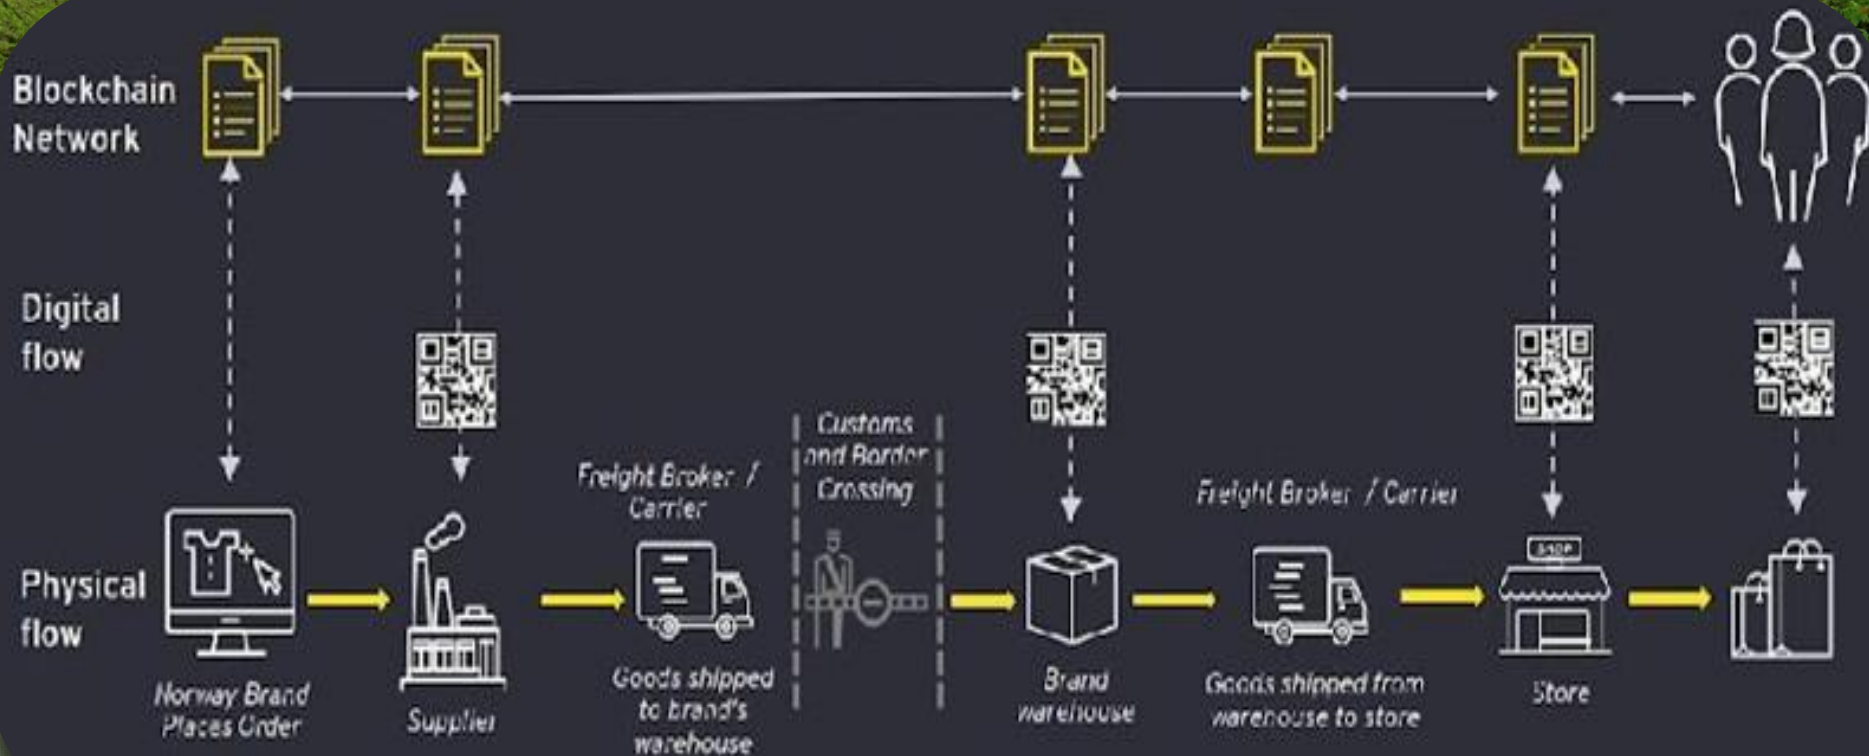 Blockchain
Network
Digital
flow
Physical
flow
Customs
and Border
Crossing
Freight Broker /
Carrier
Freight Broker / Carrier
SHOP
Norway Brand
Places Order
Supplier
Goods shipped
to brand's
warehouse
Brand
warehouse
Goods shipped from
warehouse to store
Store